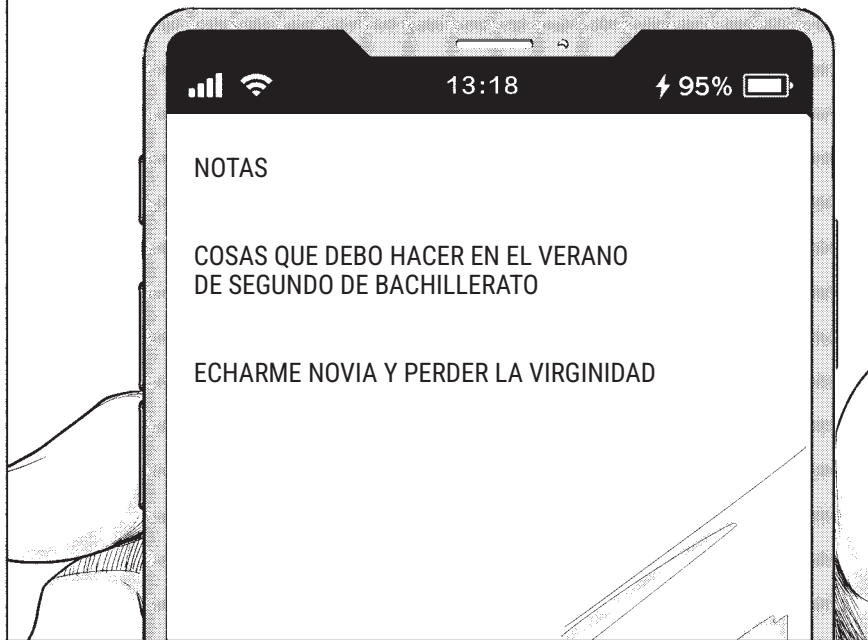 13:18 95%
NOTAS
COSAS QUE DEBO HACER EN EL VERANO
DE SEGUNDO DE BACHILLERATO
ECHARME NOVIA Y PERDER LA VIRGINIDAD